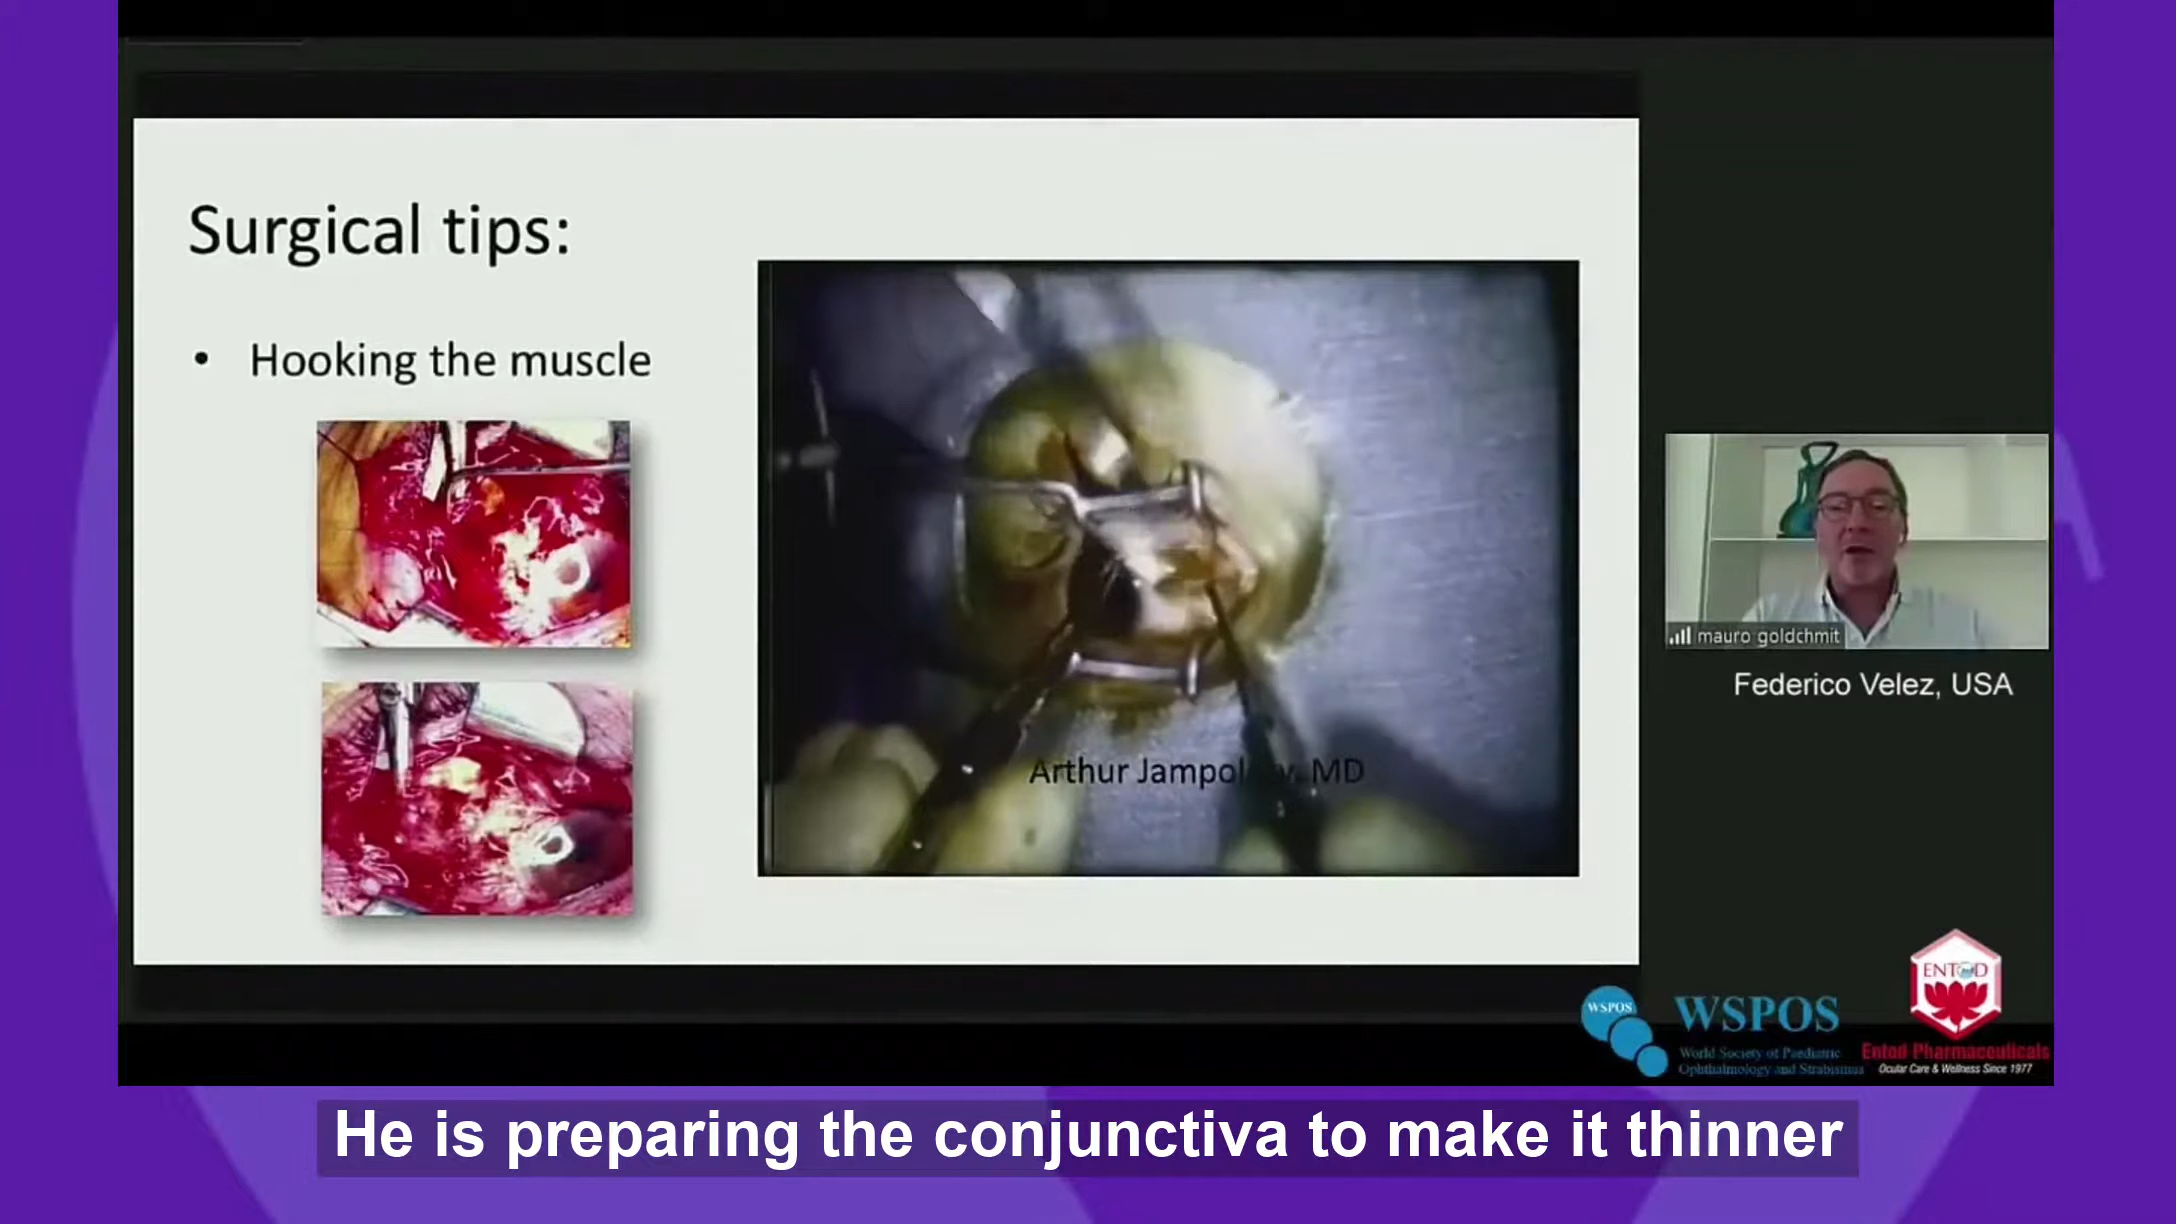 Surgical tips:
• Hooking the muscle
Arthur Jampol MD
mauro goldchmit
Federico Velez, USA
WSPOS
WSPOS
World Society of Paediatric
Ophthalmology and Strabismus
ENTOD
Entod Pharmaceuticals
Ocular Care & Wellness Since 1977
He is preparing the conjunctiva to make it thinner